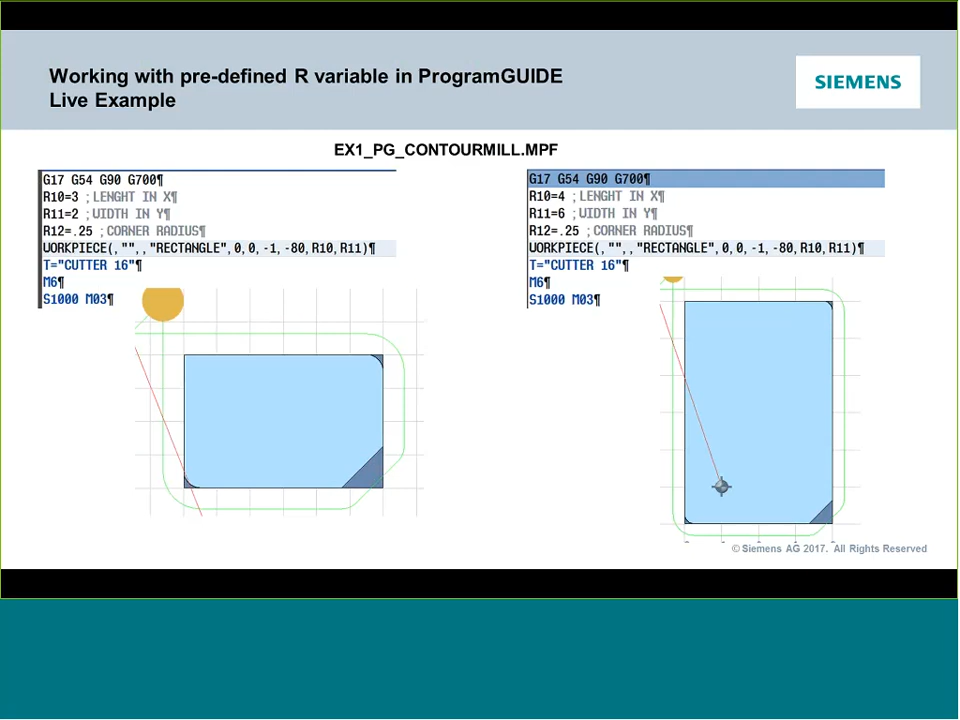 Working with pre-defined R variable in ProgramGUIDE
Live Example
SIEMENS
EX1_PG_CONTOURMILL.MPF
G17 G54 G90 G700¶
R10=3 ;LENGHT IN X¶
R11=2 ;WIDTH IN Y¶
R12=.25 ;CORNER RADIUS¶
WORKPIECE(,"",,"RECTANGLE",0,0,-1,-80,R10,R11)¶
T="CUTTER 16"¶
M6¶
S1000 M03¶
G17 G54 G90 G700¶
R10=4 ;LENGHT IN X¶
R11=6 ;WIDTH IN Y¶
R12=.25 ;CORNER RADIUS¶
WORKPIECE(,"",,"RECTANGLE",0,0,-1,-80,R10,R11)¶
T="CUTTER 16"¶
M6¶
S1000 M03¶
© Siemens AG 2017. All Rights Reserved